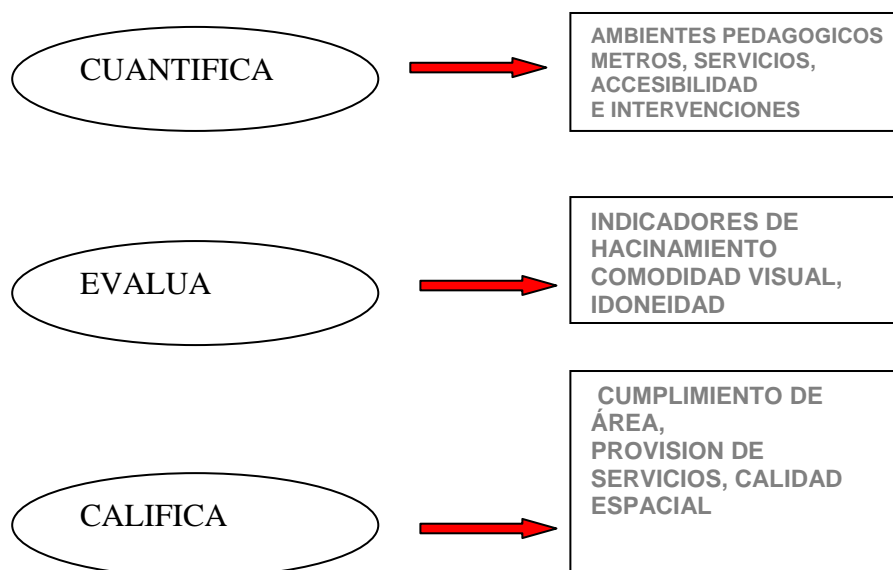 CUANTIFICA
AMBIENTES PEDAGOGICOS
METROS, SERVICIOS,
ACCESIBILIDAD
E INTERVENCIONES
EVALUA
INDICADORES DE
HACINAMIENTO
COMODIDAD VISUAL,
IDONEIDAD
CALIFICA
CUMPLIMIENTO DE
ÁREA,
PROVISION DE
SERVICIOS, CALIDAD
ESPACIAL